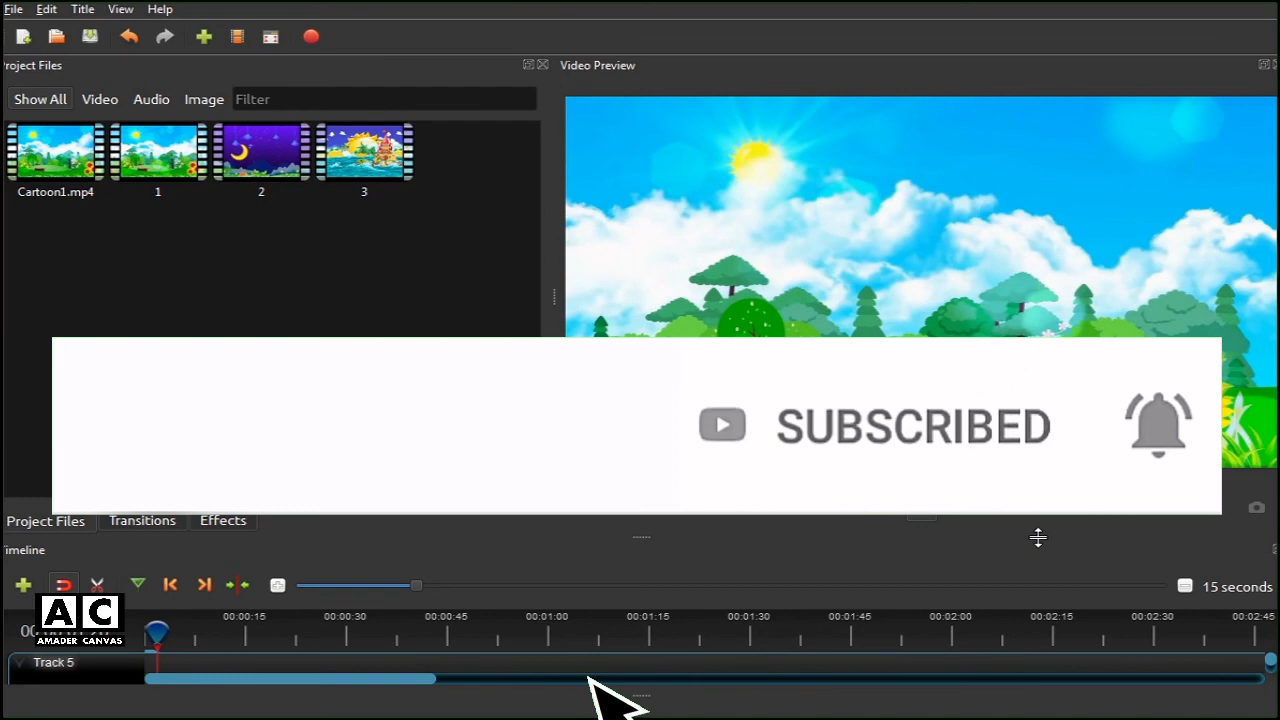 File Edit Title View Help
Project Files
Video Preview
Show All Video Audio Image Filter
Cartoon1.mp4 1 2 3
SUBSCRIBED
Project Files Transitions Effects
Timeline
15 seconds
00:00:15 00:00:30 00:00:45 00:01:00 00:01:15 00:01:30 00:01:45 00:02:00 00:02:15 00:02:30 00:02:45
AC
AMADER CANVAS
Track 5